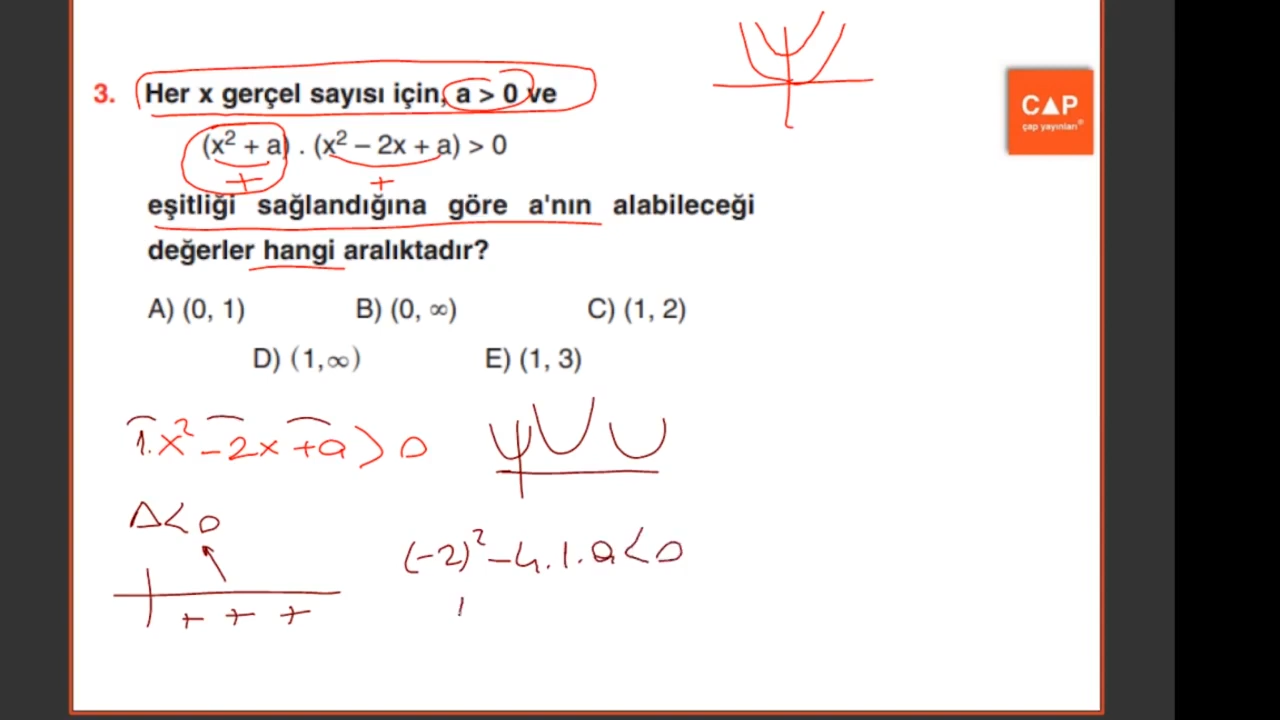 3. Her x gerçel sayısı için, a > 0 ve
(x² + a) . (x² – 2x + a) > 0
+ +
eşitliği sağlandığına göre a'nın alabileceği
değerler hangi aralıktadır?
A) (0, 1) B) (0, ∞) C) (1, 2)
D) (1,∞) E) (1, 3)
ÇAP
çap yayınları®
1.x² – 2x + a > 0
Δ < 0
+ + +
(–2)² – 4.1.a < 0